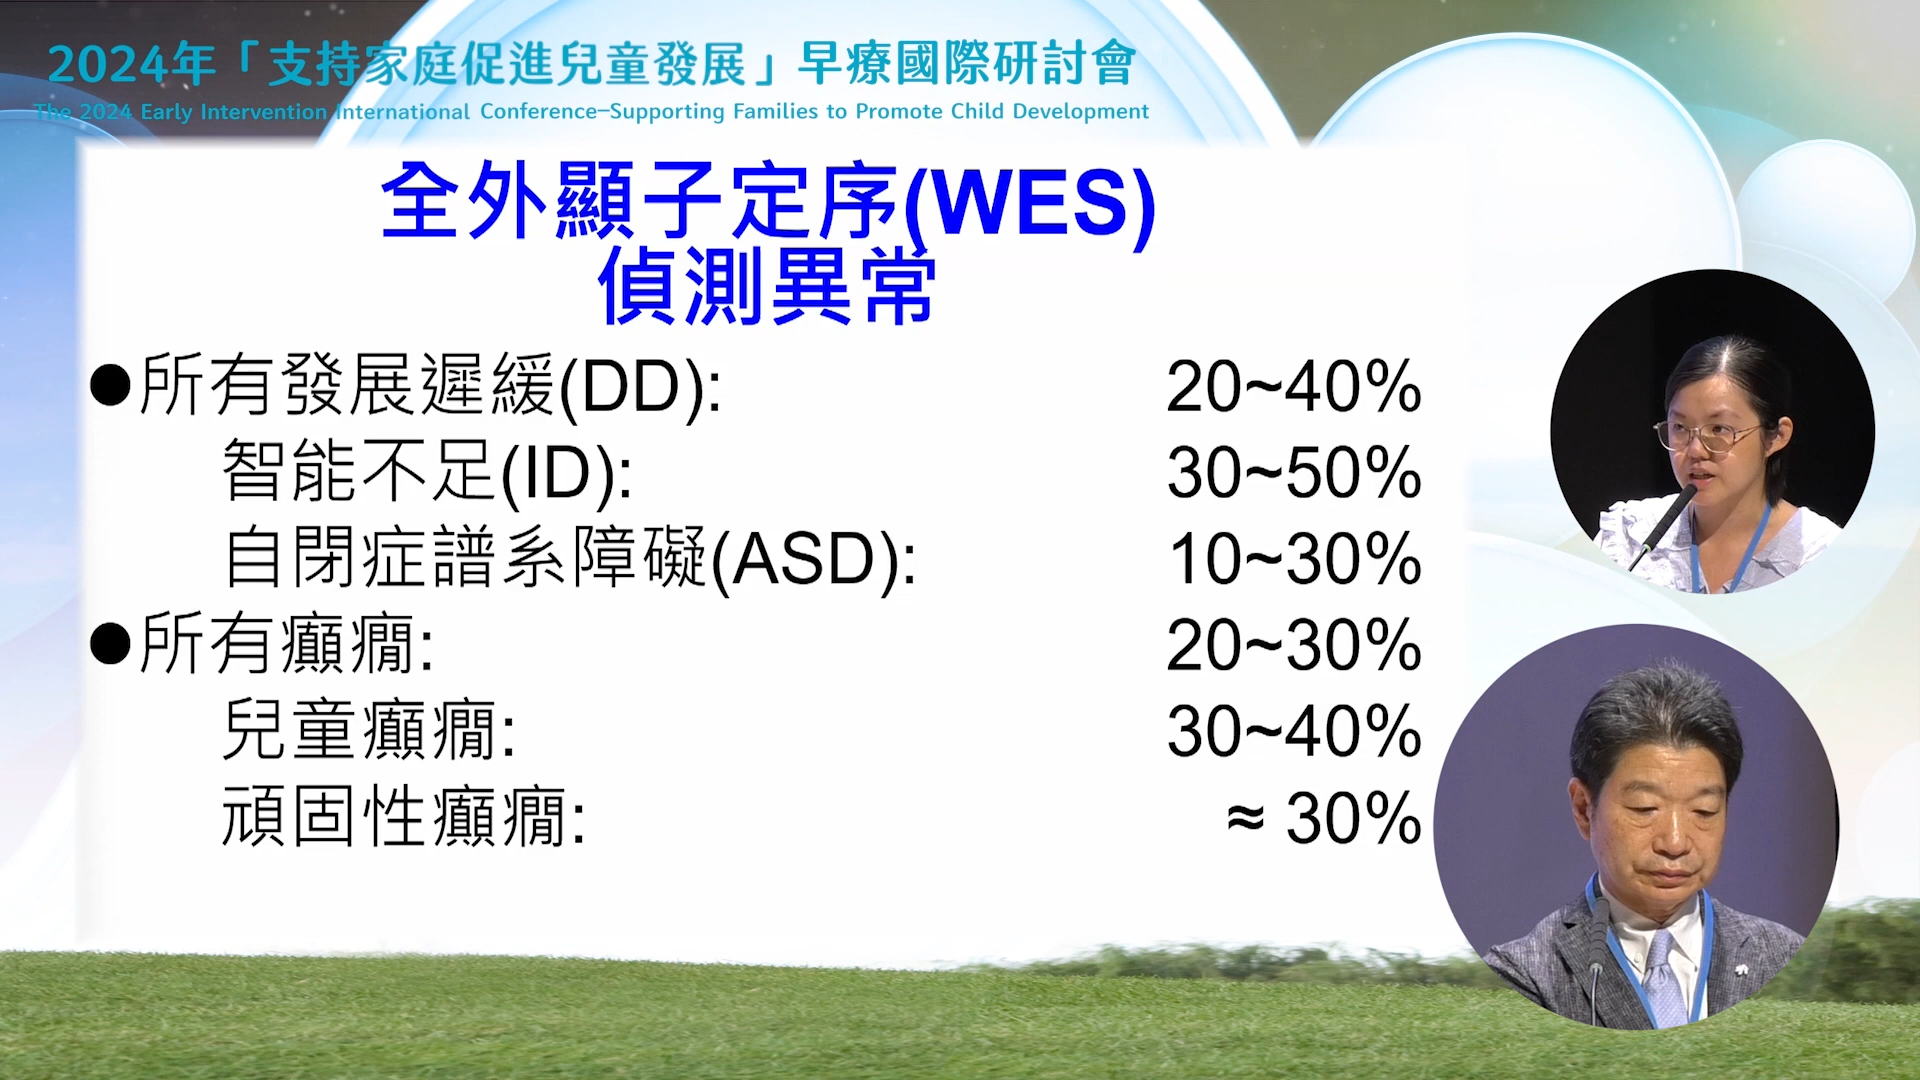 2024年「支持家庭促進兒童發展」早療國際研討會
The 2024 Early Intervention International Conference—Supporting Families to Promote Child Development
全外顯子定序(WES)
偵測異常
●所有發展遲緩(DD): 20~40%
智能不足(ID): 30~50%
自閉症譜系障礙(ASD): 10~30%
●所有癲癇: 20~30%
兒童癲癇: 30~40%
頑固性癲癇: ≈ 30%